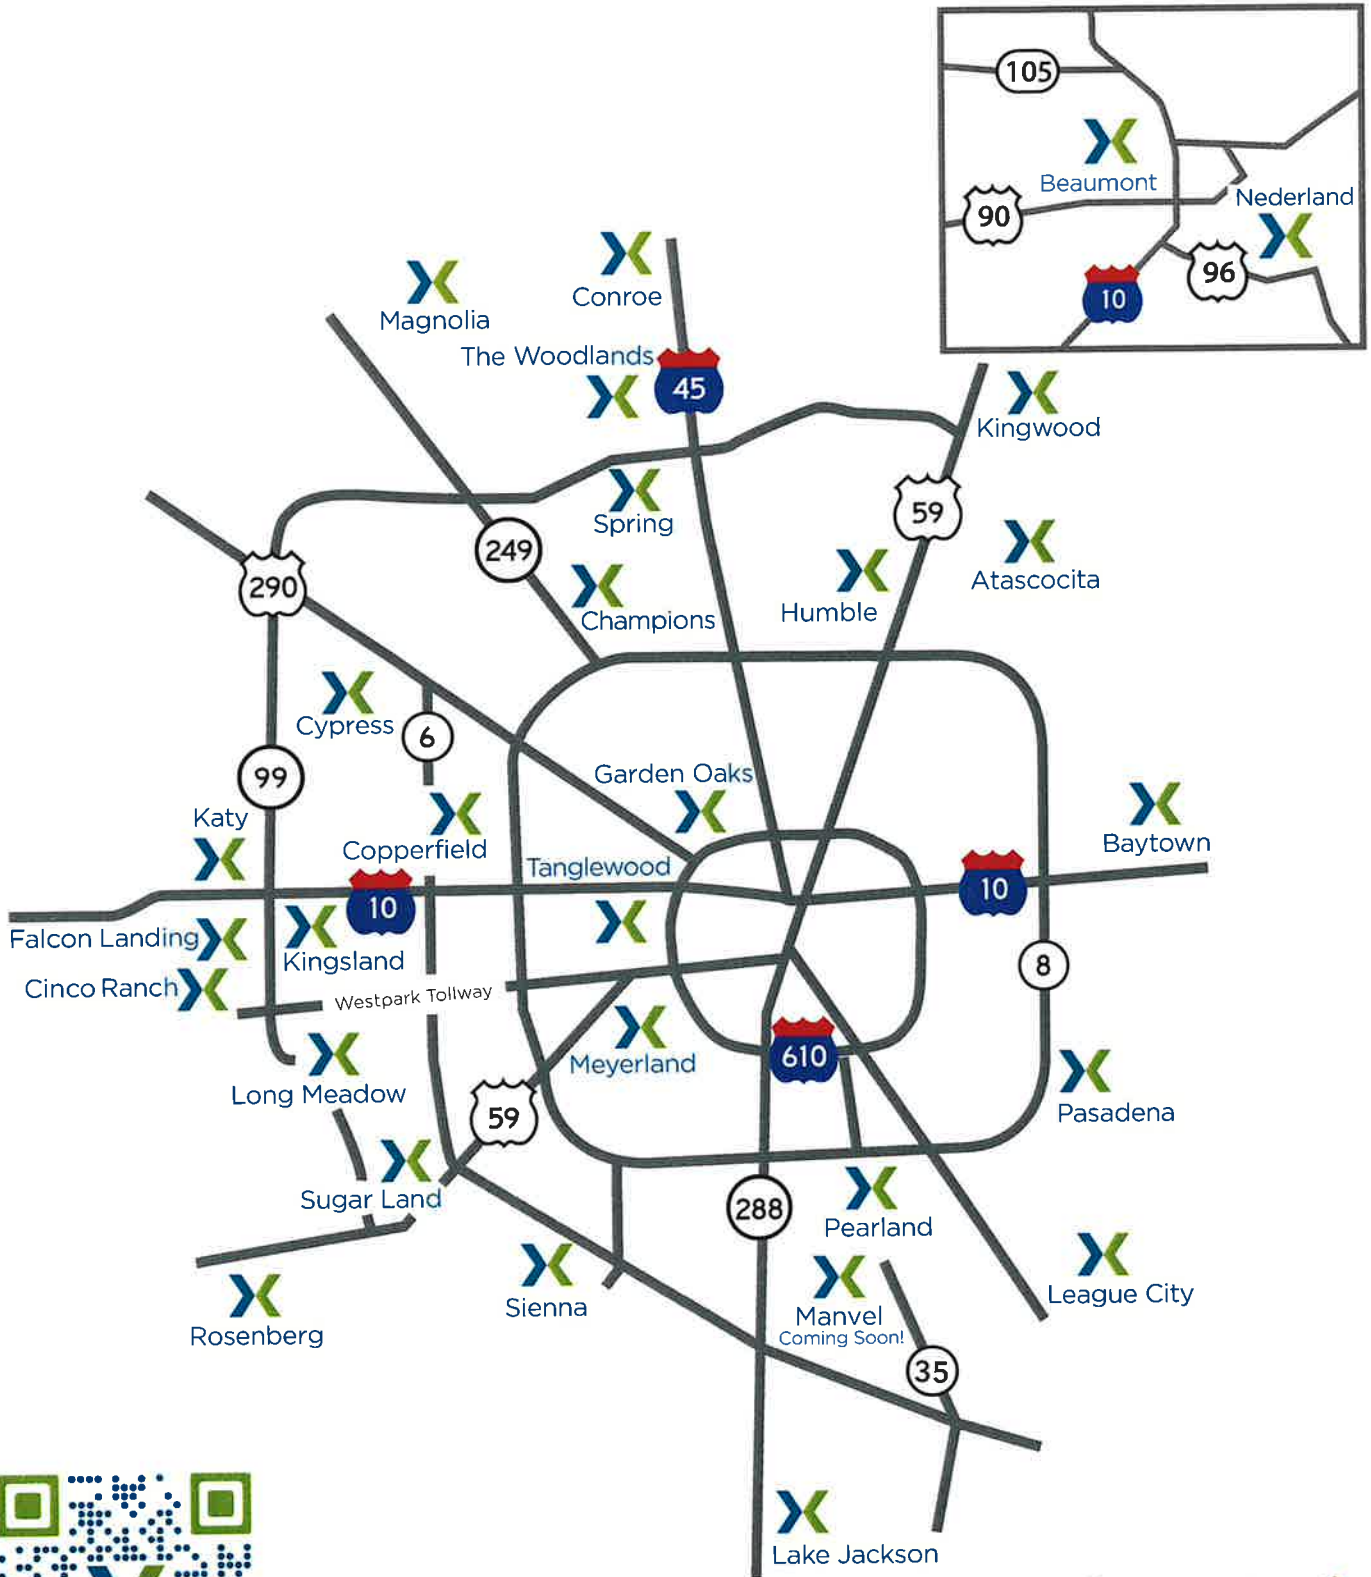 105
Beaumont
Nederland
90
96
10
Conroe
Magnolia
The Woodlands
45
Kingwood
59
Spring
249
Atascocita
290
Humble
Champions
Cypress
6
99
Garden Oaks
Katy
Copperfield
Baytown
Tanglewood
10
10
Falcon Landing
Kingsland
8
Cinco Ranch
Westpark Tollway
Meyerland
610
Long Meadow
59
Pasadena
Sugar Land
288
Pearland
Sienna
League City
Rosenberg
Manvel
Coming Soon!
35
Lake Jackson